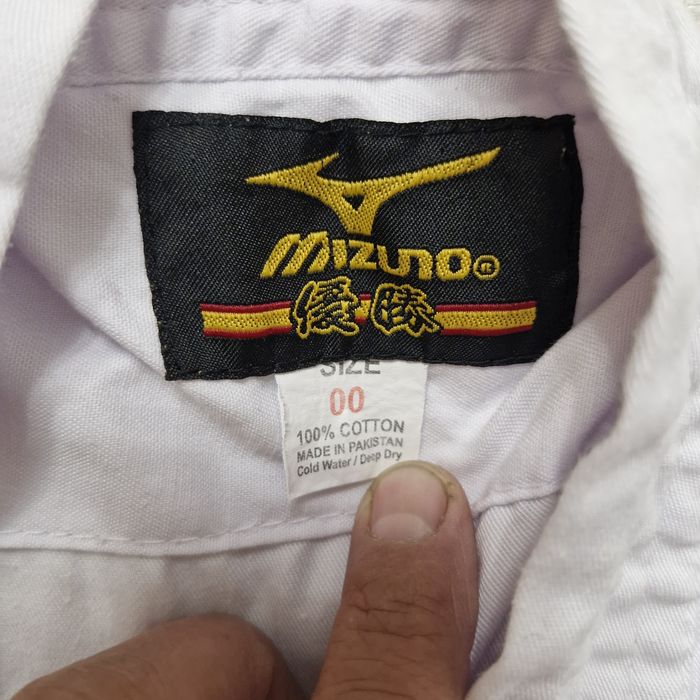 MIZUNO®
優勝
SIZE
00
100% COTTON
MADE IN PAKISTAN
Cold Water / Deep Dry